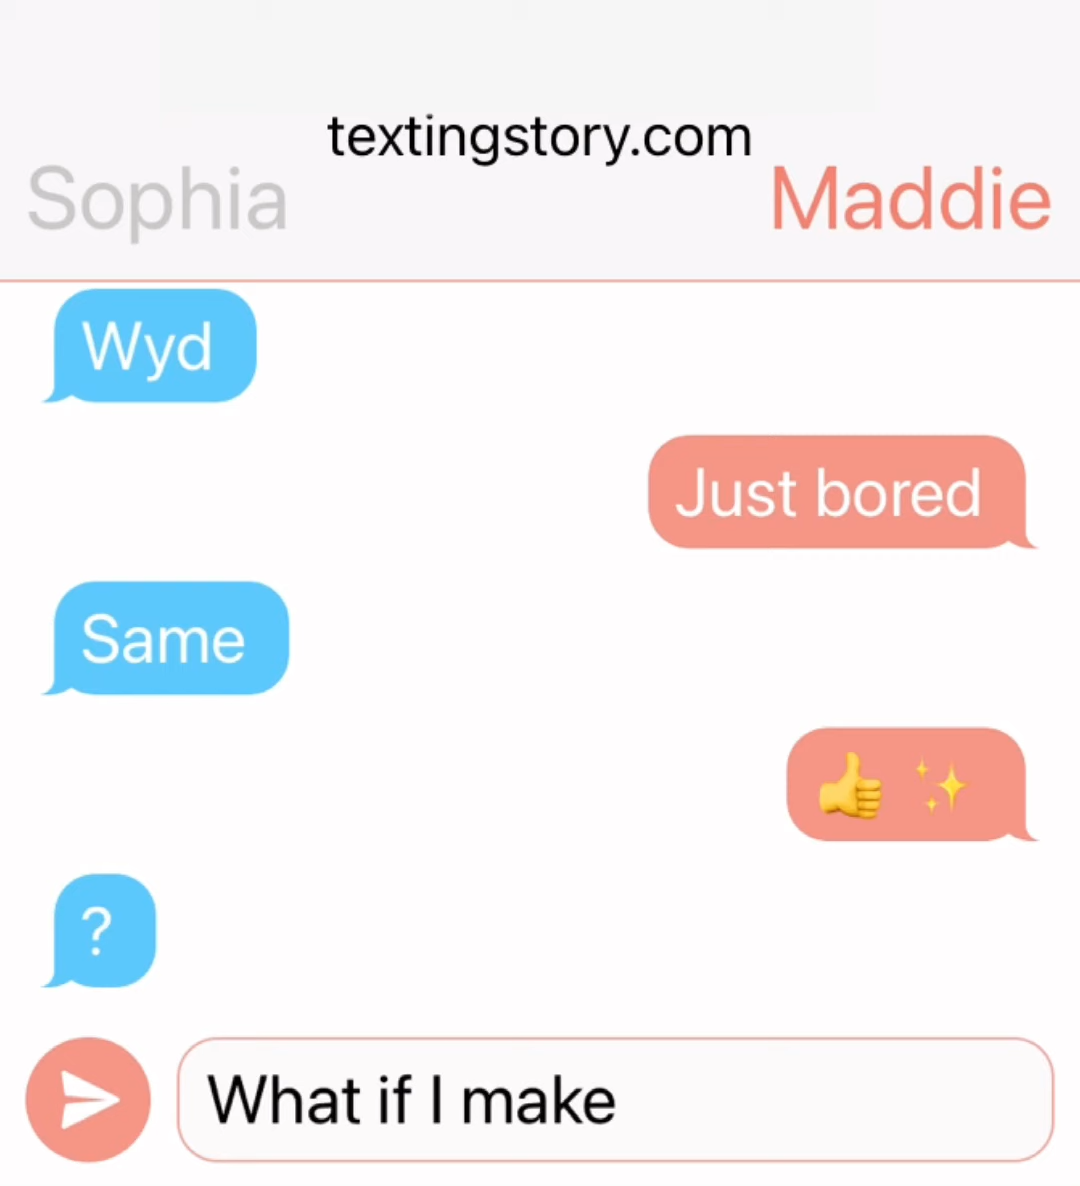 textingstory.com
Sophia Maddie
Wyd
Just bored
Same
👍 ✨
?
What if I make